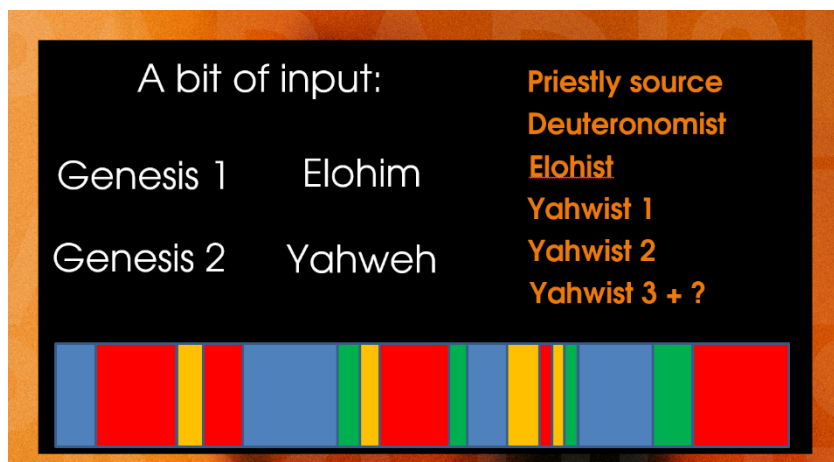 A bit of input:
Genesis 1 Elohim
Genesis 2 Yahweh
Priestly source
Deuteronomist
Elohist
Yahwist 1
Yahwist 2
Yahwist 3 + ?